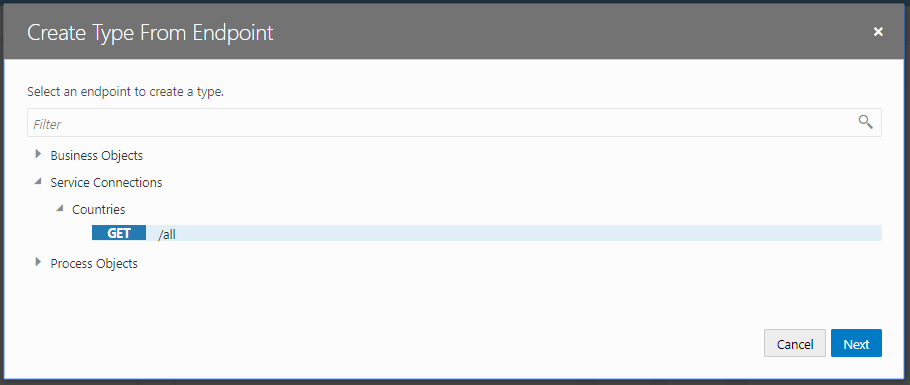 Create Type From Endpoint
Select an endpoint to create a type.
Filter
Business Objects
Service Connections
Countries
GET /all
Process Objects
Cancel Next